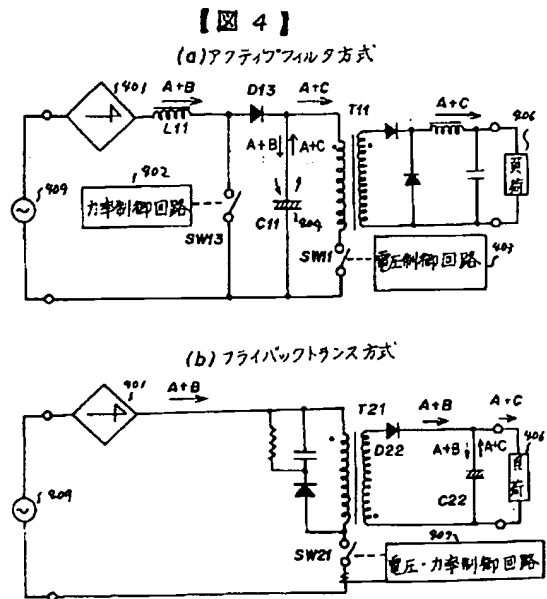 【図4】
(a)アクティブフィルタ方式
401 A+B L11 D13 A+C T11 A+C 406
負荷
409
402
力率制御回路
SW13
A+B A+C
C11 404
SW11
電圧制御回路
403
(b)フライバックトランス方式
401 A+B T21 A+B A+C 406
D22 A+B A+C
負荷
409
C22
SW21
407
電圧・力率制御回路